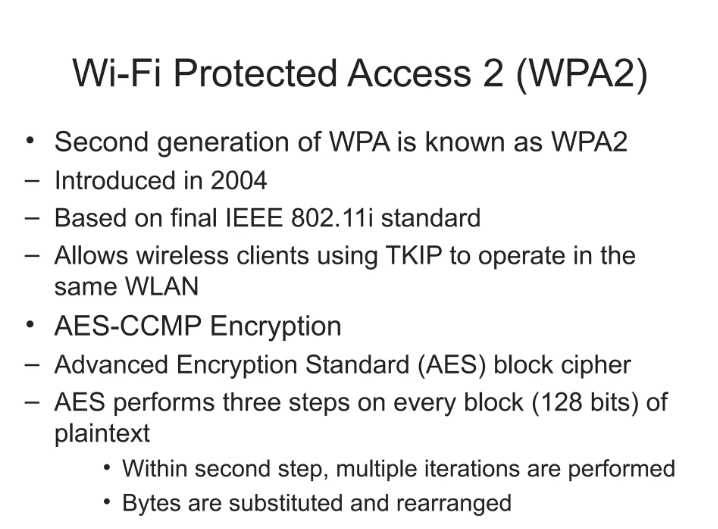 Wi-Fi Protected Access 2 (WPA2)
• Second generation of WPA is known as WPA2
– Introduced in 2004
– Based on final IEEE 802.11i standard
– Allows wireless clients using TKIP to operate in the
same WLAN
• AES-CCMP Encryption
– Advanced Encryption Standard (AES) block cipher
– AES performs three steps on every block (128 bits) of
plaintext
• Within second step, multiple iterations are performed
• Bytes are substituted and rearranged